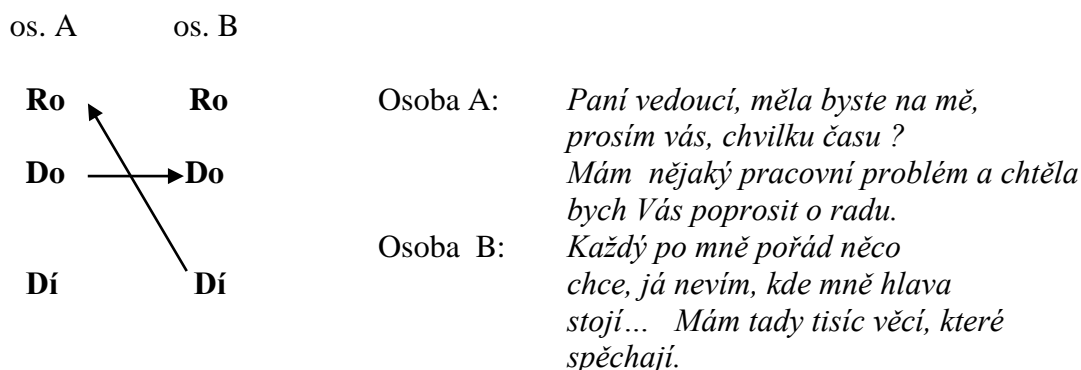 os. A os. B
Ro Ro Osoba A: Paní vedoucí, měla byste na mě,
prosím vás, chvilku času ?
Do Do Mám nějaký pracovní problém a chtěla
bych Vás poprosit o radu.
Osoba B: Každý po mně pořád něco
Dí Dí chce, já nevím, kde mně hlava
stojí... Mám tady tisíc věcí, které
spěchají.